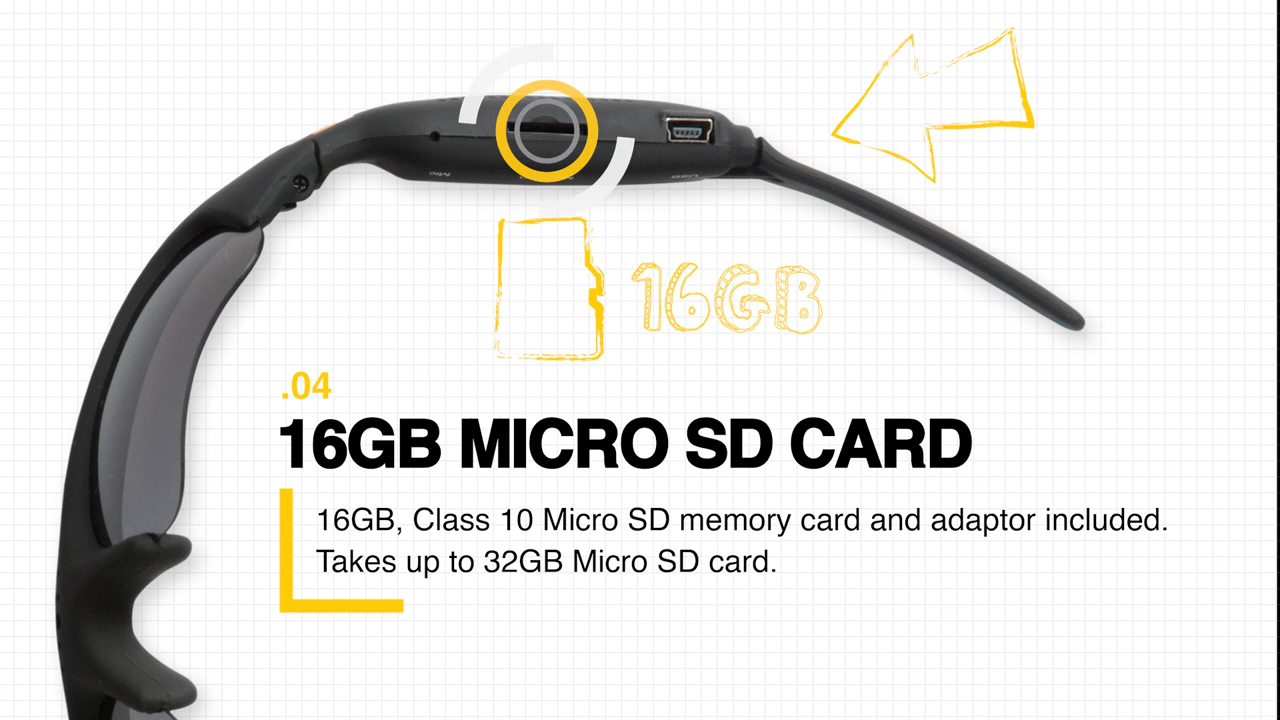 16GB
.04
16GB MICRO SD CARD
16GB, Class 10 Micro SD memory card and adaptor included.
Takes up to 32GB Micro SD card.